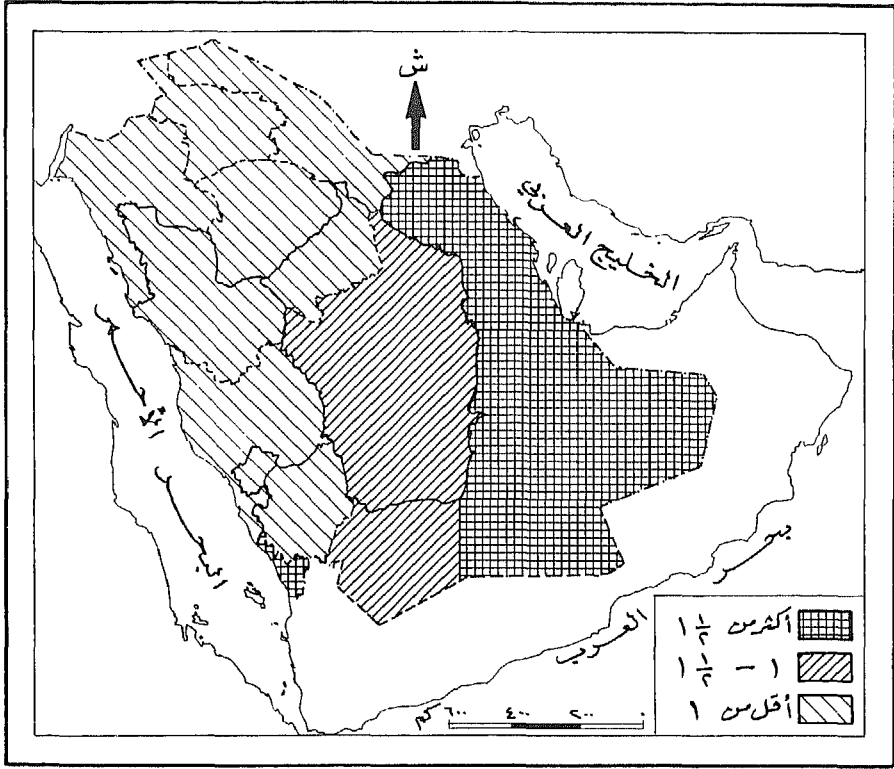 ش
الخليج العربي
البحر الأحمر
بحر العرب
أكثر من ١ ١/٢
١ - ١ ١/٢
أقل من ١
٠ ٢٠٠ ٤٠٠ ٦٠٠ كم